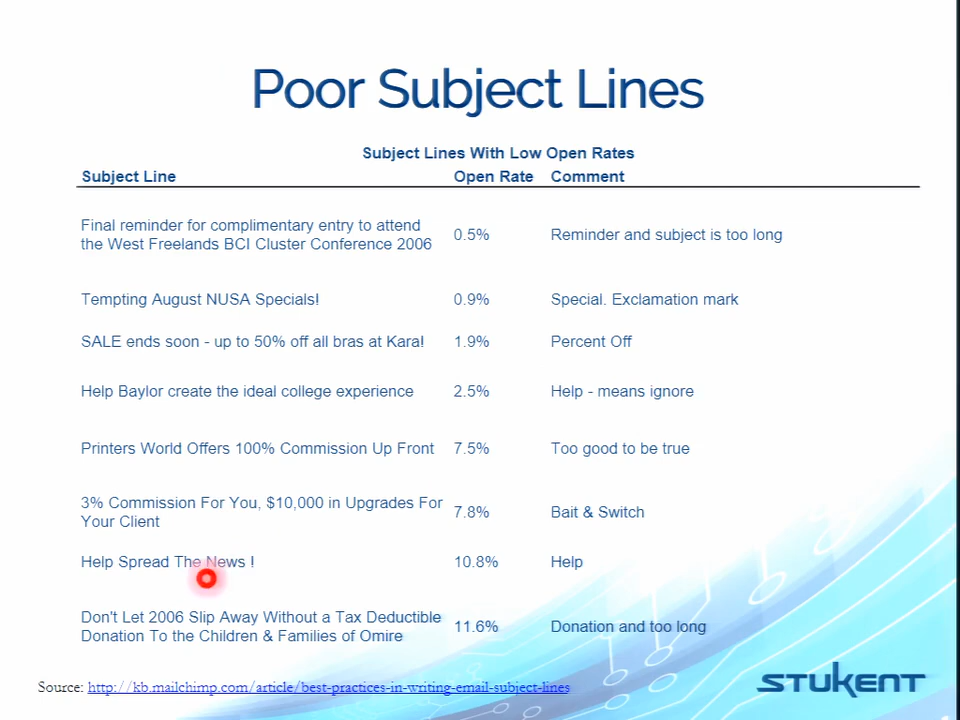 Poor Subject Lines
Subject Lines With Low Open Rates
Subject Line Open Rate Comment
Final reminder for complimentary entry to attend
the West Freelands BCI Cluster Conference 2006 0.5% Reminder and subject is too long
Tempting August NUSA Specials! 0.9% Special. Exclamation mark
SALE ends soon - up to 50% off all bras at Kara! 1.9% Percent Off
Help Baylor create the ideal college experience 2.5% Help - means ignore
Printers World Offers 100% Commission Up Front 7.5% Too good to be true
3% Commission For You, $10,000 in Upgrades For
Your Client 7.8% Bait & Switch
Help Spread The News ! 10.8% Help
Don't Let 2006 Slip Away Without a Tax Deductible
Donation To the Children & Families of Omire 11.6% Donation and too long
Source: http://kb.mailchimp.com/article/best-practices-in-writing-email-subject-lines
STUKENT